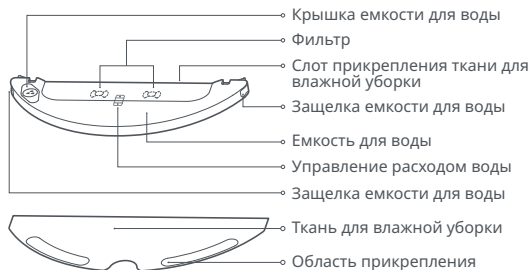 Крышка емкости для воды
Фильтр
Слот прикрепления ткани для
влажной уборки
Защелка емкости для воды
Емкость для воды
Управление расходом воды
Защелка емкости для воды
Ткань для влажной уборки
Область прикрепления